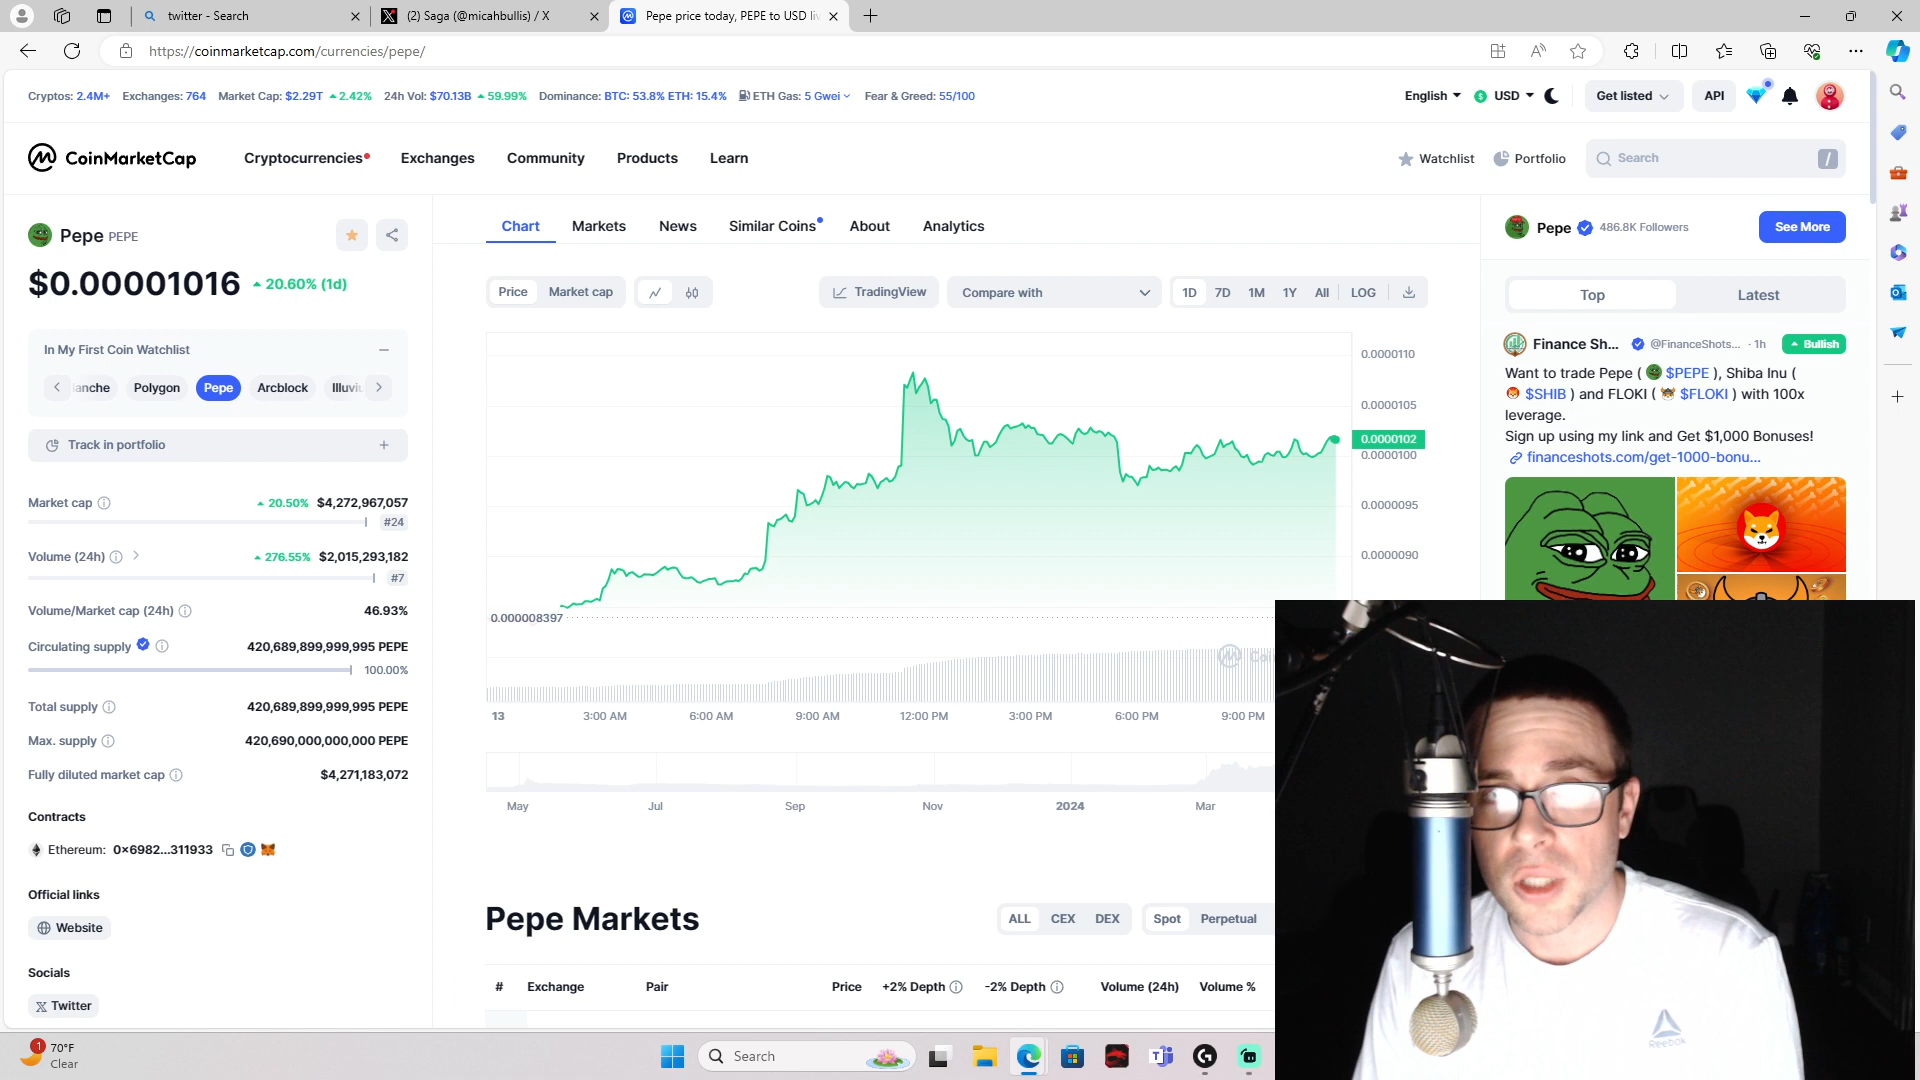 twitter - Search
(2) Saga (@micahbullis) / X
Pepe price today, PEPE to USD li
https://coinmarketcap.com/currencies/pepe/
Cryptos: 2.4M+ Exchanges: 764 Market Cap: $2.29T 2.42% 24h Vol: $70.13B 59.99% Dominance: BTC: 53.8% ETH: 15.4% ETH Gas: 5 Gwei Fear & Greed: 55/100
English USD Get listed API
CoinMarketCap
Cryptocurrencies Exchanges Community Products Learn
Watchlist Portfolio Search /
Pepe PEPE
$0.00001016 20.60% (1d)
In My First Coin Watchlist
anche Polygon Pepe Arcblock Illuvi
Track in portfolio +
Market cap 20.50% $4,272,967,057
#24
Volume (24h) 276.55% $2,015,293,182
#7
Volume/Market cap (24h) 46.93%
Circulating supply 420,689,899,999,995 PEPE
100.00%
Total supply 420,689,899,999,995 PEPE
Max. supply 420,690,000,000,000 PEPE
Fully diluted market cap $4,271,183,072
Contracts
Ethereum: 0x6982...311933
Official links
Website
Socials
Twitter
Chart Markets News Similar Coins About Analytics
Price Market cap TradingView Compare with 1D 7D 1M 1Y All LOG
0.0000110
0.0000105
0.0000102
0.0000100
0.0000095
0.0000090
0.000008397
13 3:00 AM 6:00 AM 9:00 AM 12:00 PM 3:00 PM 6:00 PM 9:00 PM
May Jul Sep Nov 2024 Mar
Pepe Markets
ALL CEX DEX Spot Perpetual
# Exchange Pair Price +2% Depth -2% Depth Volume (24h) Volume %
Pepe 486.8K Followers See More
Top Latest
Finance Sh... @FinanceShots... · 1h Bullish
Want to trade Pepe ( $PEPE ), Shiba Inu (
$SHIB ) and FLOKI ( $FLOKI ) with 100x
leverage.
Sign up using my link and Get $1,000 Bonuses!
financeshots.com/get-1000-bonu...
Reebok
1
70°F
Clear
Search